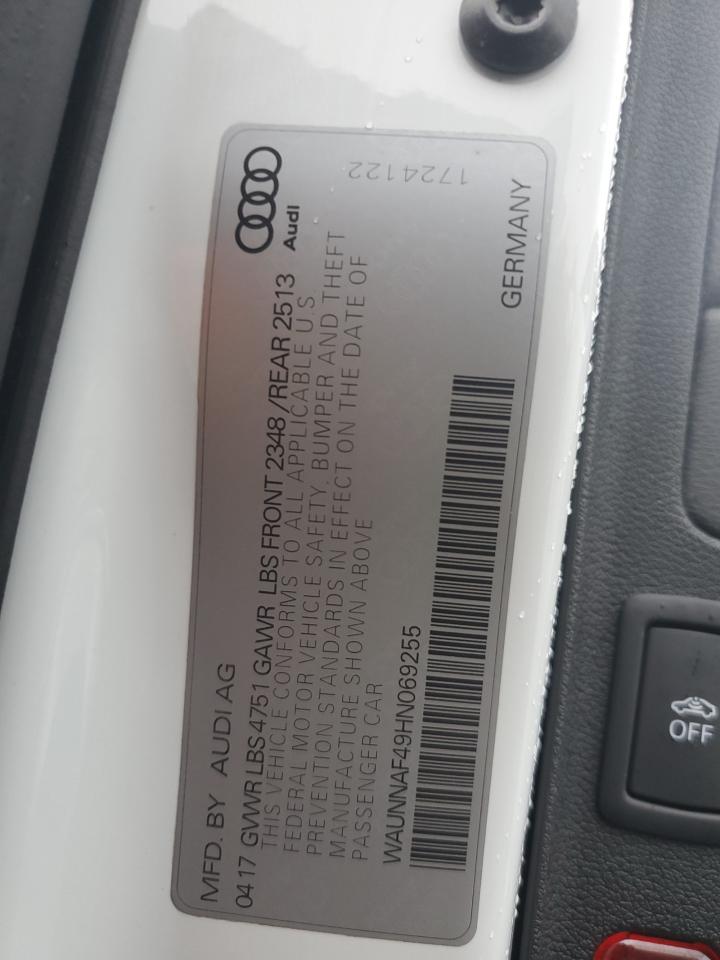 MFD. BY AUDI AG
Audi
0417 GVWR LBS 4751 GAWR LBS FRONT 2348 /REAR 2513
THIS VEHICLE CONFORMS TO ALL APPLICABLE U.S
FEDERAL MOTOR VEHICLE SAFETY, BUMPER AND THEFT
PREVENTION STANDARDS IN EFFECT ON THE DATE OF
MANUFACTURE SHOWN ABOVE
PASSENGER CAR
1724122
WAUNNAF49HN069255
GERMANY
OFF